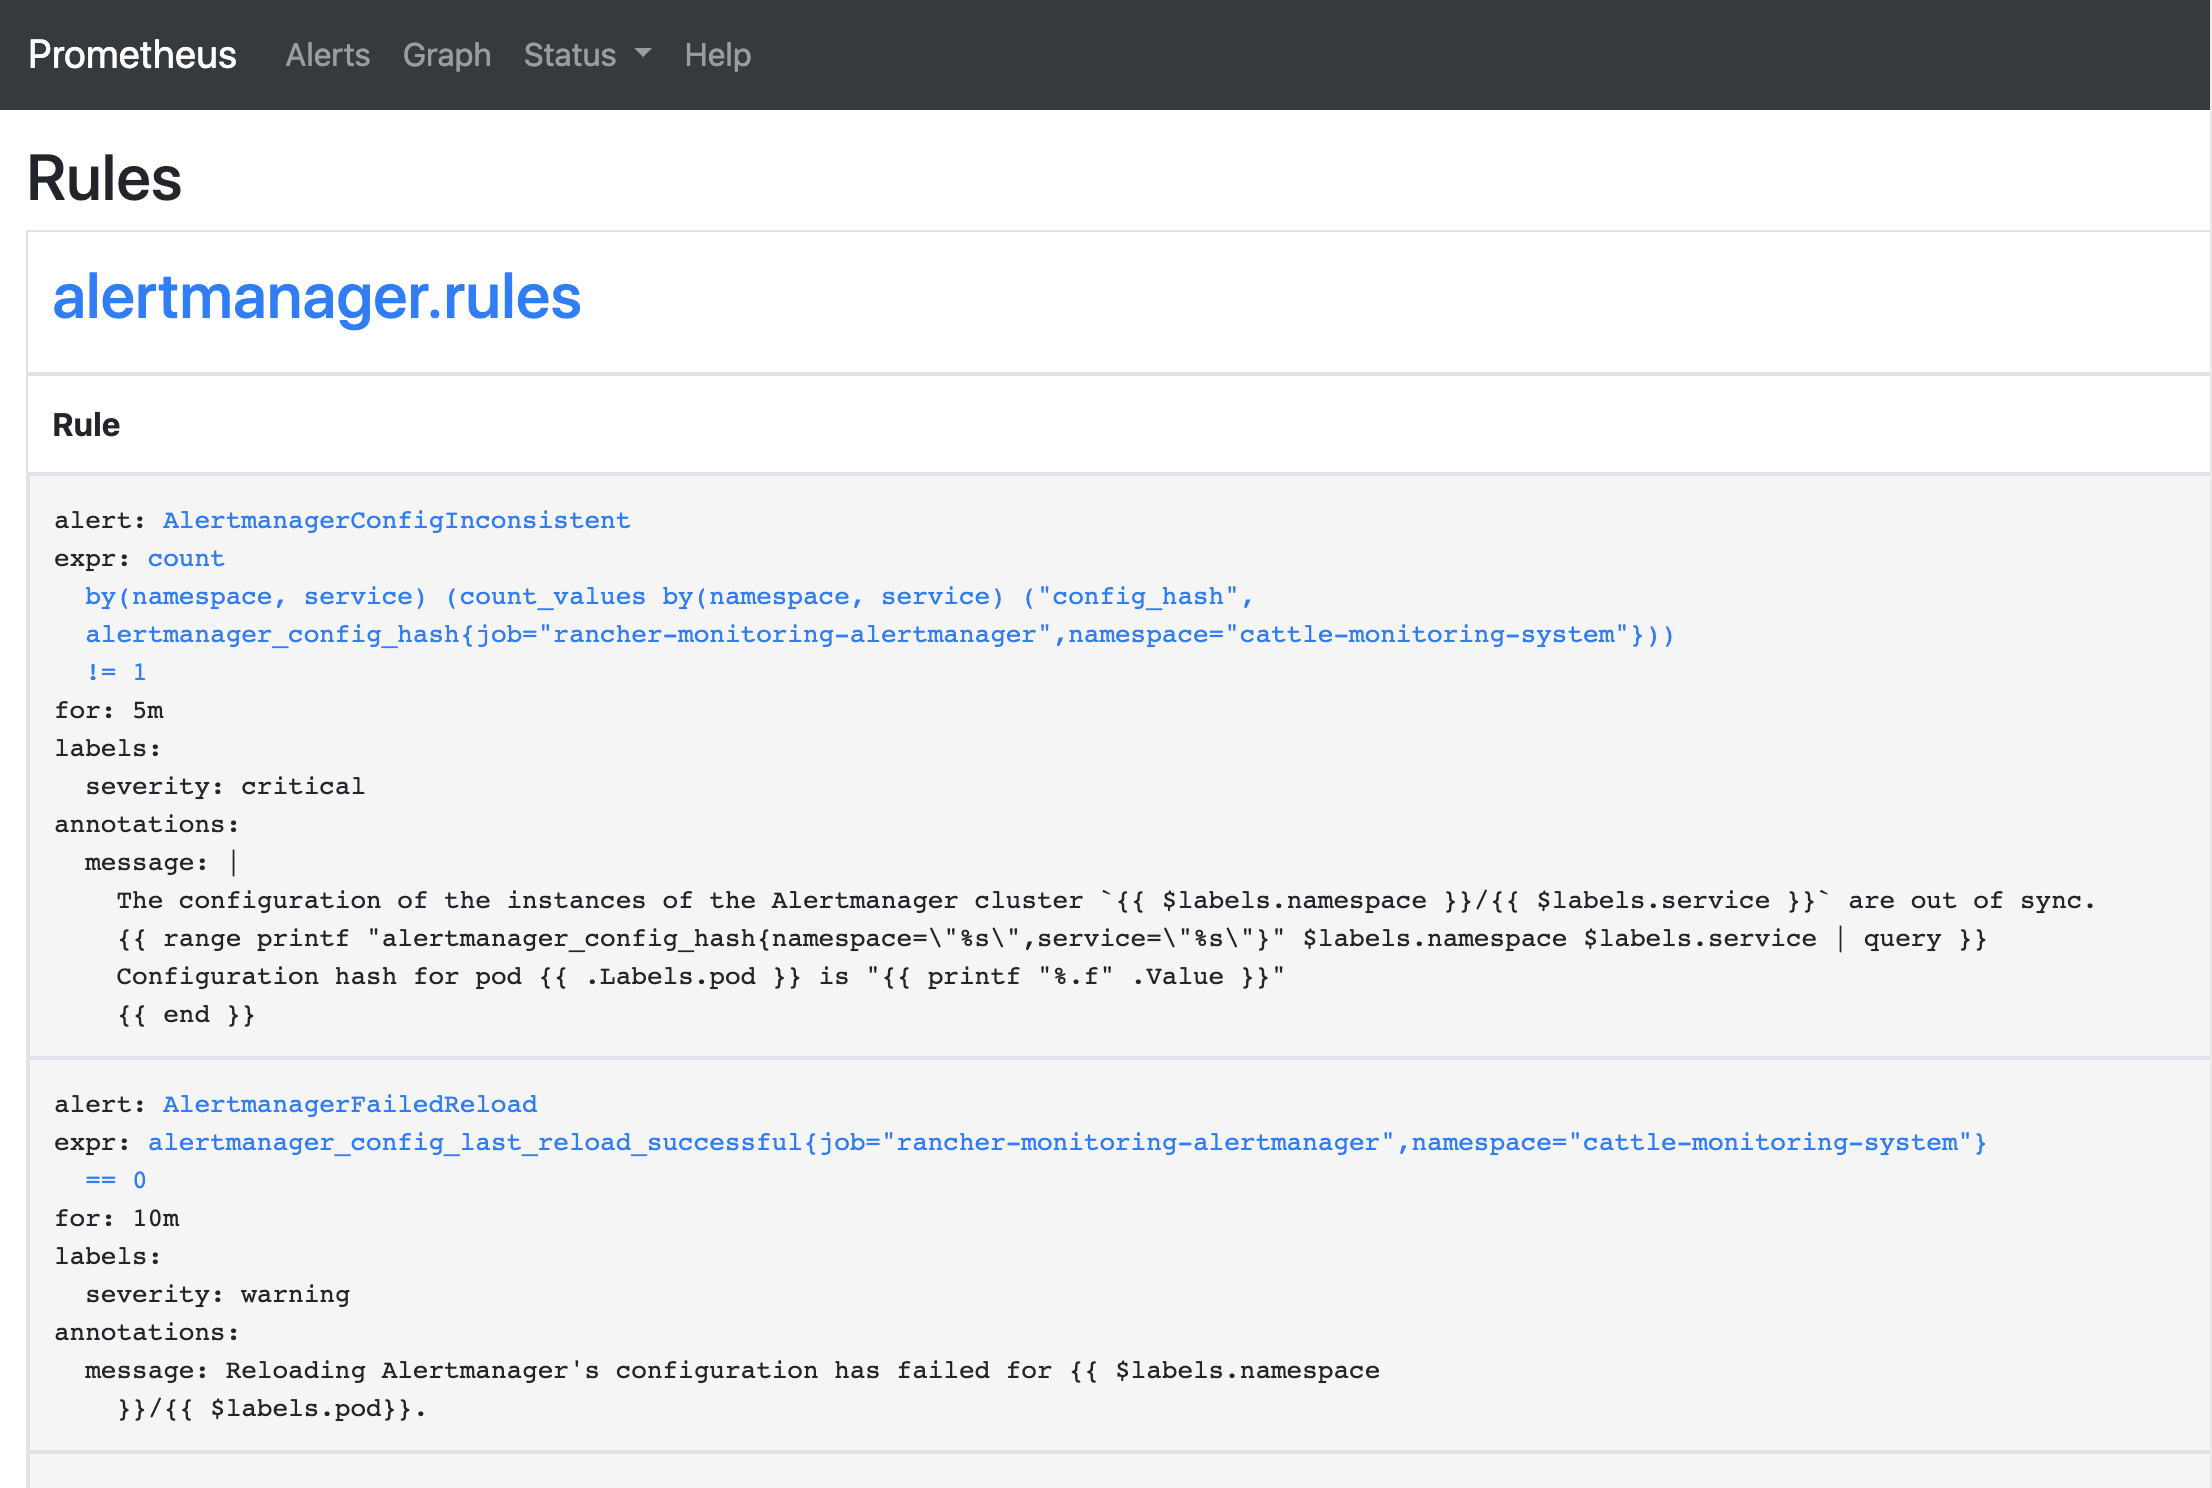 Prometheus Alerts Graph Status Help
Rules
alertmanager.rules
Rule
alert: AlertmanagerConfigInconsistent
expr: count
  by(namespace, service) (count_values by(namespace, service) ("config_hash",
  alertmanager_config_hash{job="rancher-monitoring-alertmanager",namespace="cattle-monitoring-system"}))
  != 1
for: 5m
labels:
  severity: critical
annotations:
  message: |
    The configuration of the instances of the Alertmanager cluster `{{ $labels.namespace }}/{{ $labels.service }}` are out of sync.
    {{ range printf "alertmanager_config_hash{namespace=\"%s\",service=\"%s\"}" $labels.namespace $labels.service | query }}
    Configuration hash for pod {{ .Labels.pod }} is "{{ printf "%.f" .Value }}"
    {{ end }}
alert: AlertmanagerFailedReload
expr: alertmanager_config_last_reload_successful{job="rancher-monitoring-alertmanager",namespace="cattle-monitoring-system"}
  == 0
for: 10m
labels:
  severity: warning
annotations:
  message: Reloading Alertmanager's configuration has failed for {{ $labels.namespace
    }}/{{ $labels.pod}}.